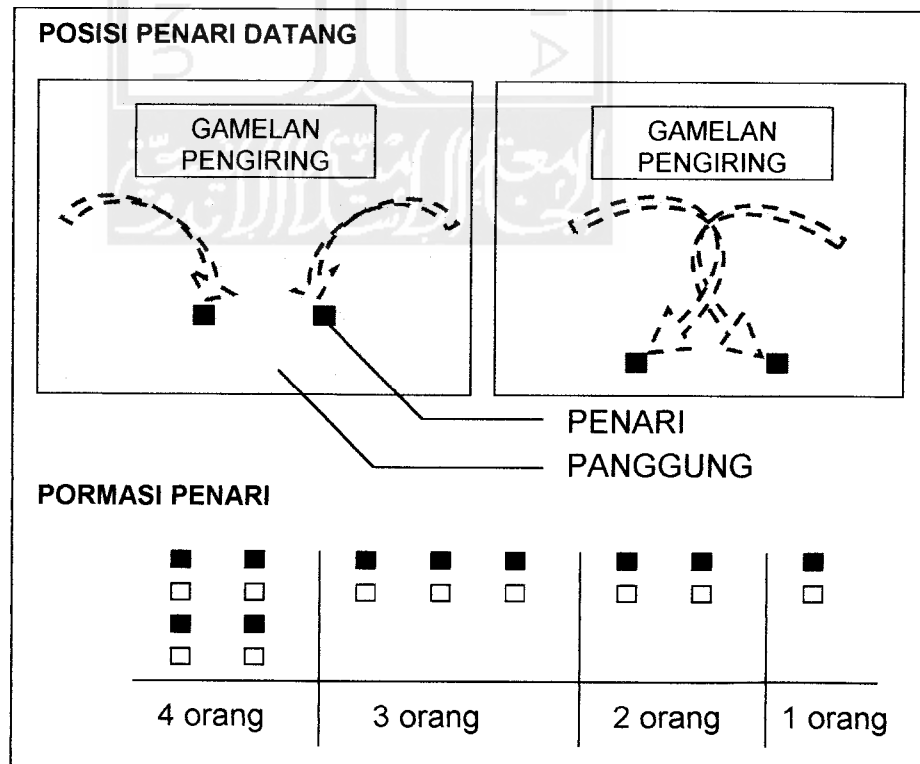 POSISI PENARI DATANG
GAMELAN
PENGIRING
GAMELAN
PENGIRING
PENARI
PANGGUNG
PORMASI PENARI
4 orang
3 orang
2 orang
1 orang